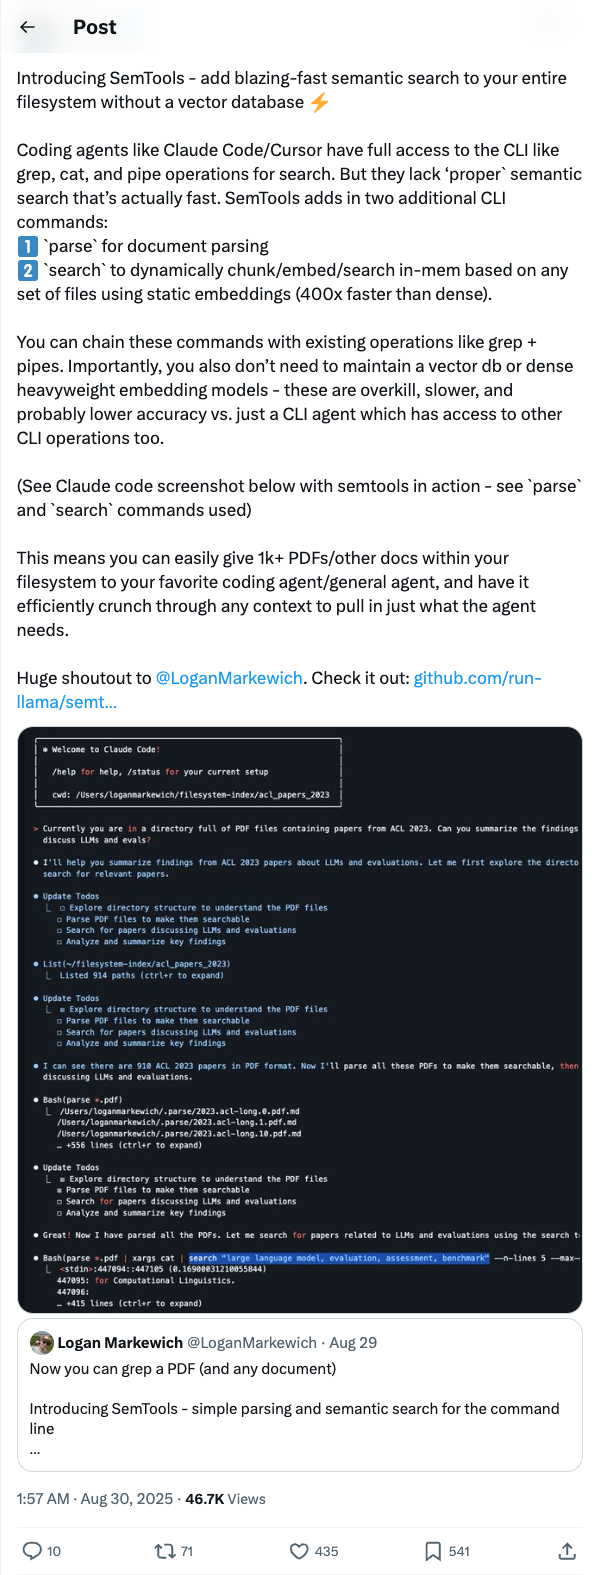 Post
Introducing SemTools - add blazing-fast semantic search to your entire
filesystem without a vector database ⚡
Coding agents like Claude Code/Cursor have full access to the CLI like
grep, cat, and pipe operations for search. But they lack ‘proper` semantic
search that’s actually fast. SemTools adds in two additional CLI
commands:
1️⃣ `parse` for document parsing
2️⃣ `search` to dynamically chunk/embed/search in-mem based on any
set of files using static embeddings (400x faster than dense).
You can chain these commands with existing operations like grep +
pipes. Importantly, you also don’t need to maintain a vector db or dense
heavyweight embedding models - these are overkill, slower, and
probably lower accuracy vs. just a CLI agent which has access to other
CLI operations too.
(See Claude code screenshot below with semtools in action - see `parse`
and `search` commands used)
This means you can easily give 1k+ PDFs/other docs within your
filesystem to your favorite coding agent/general agent, and have it
efficiently crunch through any context to pull in just what the agent
needs.
Huge shoutout to @LoganMarkewich. Check it out: github.com/run-
llama/semt...
✱ Welcome to Claude Code!
/help for help, /status for your current setup
cwd: /Users/loganmarkewich/filesystem-index/acl_papers_2023
> Currently you are in a directory full of PDF files containing papers from ACL 2023. Can you summarize the findings
discuss LLMs and evals?
● I'll help you summarize findings from ACL 2023 papers about LLMs and evaluations. Let me first explore the directo
search for relevant papers.
● Update Todos
⎿ ☐ Explore directory structure to understand the PDF files
☐ Parse PDF files to make them searchable
☐ Search for papers discussing LLMs and evaluations
☐ Analyze and summarize key findings
● List(~/filesystem-index/acl_papers_2023)
⎿ Listed 914 paths (ctrl+r to expand)
● Update Todos
⎿ ☒ Explore directory structure to understand the PDF files
☐ Parse PDF files to make them searchable
☐ Search for papers discussing LLMs and evaluations
☐ Analyze and summarize key findings
● I can see there are 910 ACL 2023 papers in PDF format. Now I'll parse all these PDFs to make them searchable, then
discussing LLMs and evaluations.
● Bash(parse *.pdf)
⎿ /Users/loganmarkewich/.parse/2023.acl-long.0.pdf.md
/Users/loganmarkewich/.parse/2023.acl-long.1.pdf.md
/Users/loganmarkewich/.parse/2023.acl-long.10.pdf.md
… +556 lines (ctrl+r to expand)
● Update Todos
⎿ ☒ Explore directory structure to understand the PDF files
☒ Parse PDF files to make them searchable
☐ Search for papers discussing LLMs and evaluations
☐ Analyze and summarize key findings
● Great! Now I have parsed all the PDFs. Let me search for papers related to LLMs and evaluations using the search t
● Bash(parse *.pdf | xargs cat | search "large language model, evaluation, assessment, benchmark" --n-lines 5 --max-
⎿ <stdin>:447094::447105 (0.16900031210055844)
447095: for Computational Linguistics.
447096:
… +415 lines (ctrl+r to expand)
Logan Markewich @LoganMarkewich · Aug 29
Now you can grep a PDF (and any document)
Introducing SemTools - simple parsing and semantic search for the command
line
...
1:57 AM · Aug 30, 2025 · 46.7K Views
10 71 435 541